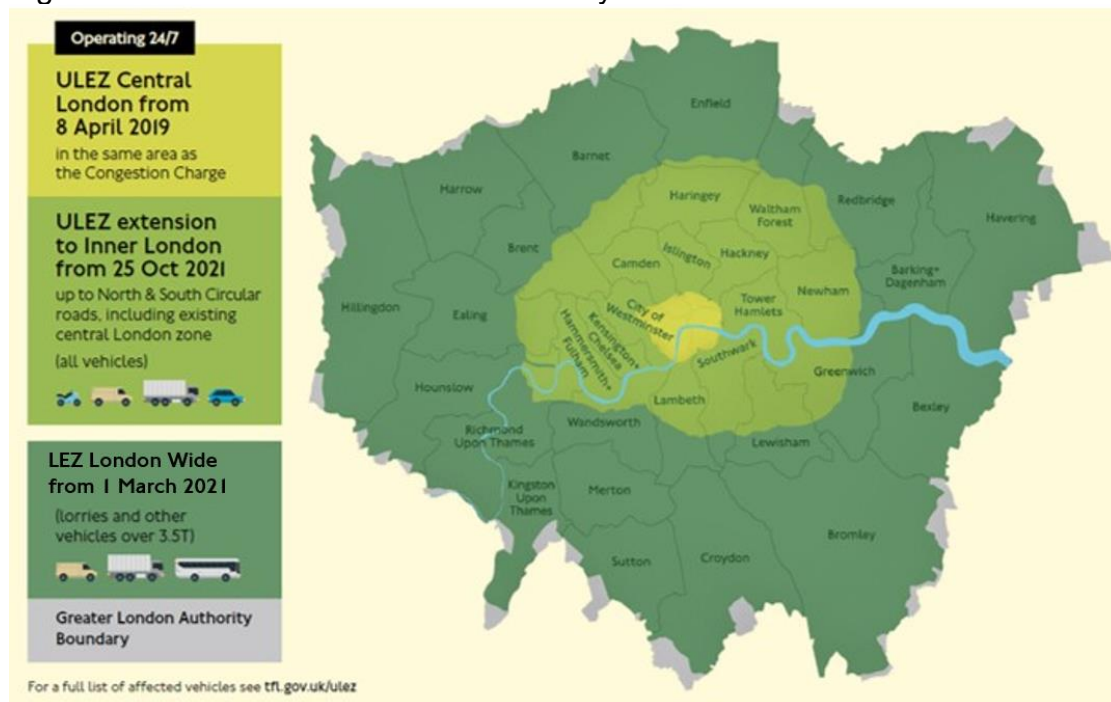 Operating 24/7
ULEZ Central
London from
8 April 2019
in the same area as
the Congestion Charge
ULEZ extension
to Inner London
from 25 Oct 2021
up to North & South Circular
roads, including existing
central London zone
(all vehicles)
LEZ London Wide
from 1 March 2021
(lorries and other
vehicles over 3.5T)
Greater London Authority
Boundary
For a full list of affected vehicles see tfl.gov.uk/ulez
Enfield
Barnet
Harrow
Haringey
Waltham
Forest
Redbridge
Havering
Brent
Islington
Hackney
Camden
Barking+
Dagenham
Hillingdon
Ealing
City of
Westminster
Tower
Hamlets
Newham
Kensington+
Chelsea
Hammersmith+
Fulham
Southwark
Greenwich
Hounslow
Lambeth
Bexley
Richmond
Upon Thames
Wandsworth
Lewisham
Kingston
Upon
Thames
Merton
Bromley
Sutton
Croydon